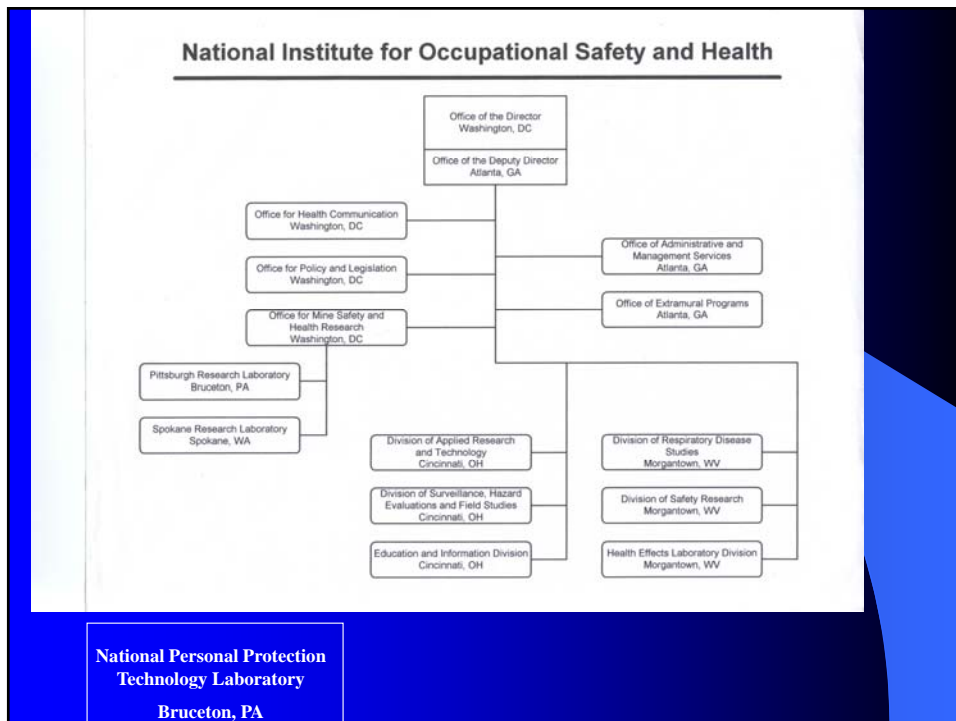 National Institute for Occupational Safety and Health
Office of the Director
Washington, DC
Office of the Deputy Director
Atlanta, GA
Office for Health Communication
Washington, DC
Office of Administrative and
Management Services
Atlanta, GA
Office for Policy and Legislation
Washington, DC
Office of Extramural Programs
Atlanta, GA
Office for Mine Safety and
Health Research
Washington, DC
Pittsburgh Research Laboratory
Bruceton, PA
Spokane Research Laboratory
Spokane, WA
Division of Applied Research
and Technology
Cincinnati, OH
Division of Respiratory Disease
Studies
Morgantown, WV
Division of Surveillance, Hazard
Evaluations and Field Studies
Cincinnati, OH
Division of Safety Research
Morgantown, WV
Education and Information Division
Cincinnati, OH
Health Effects Laboratory Division
Morgantown, WV
National Personal Protection
Technology Laboratory
Bruceton, PA